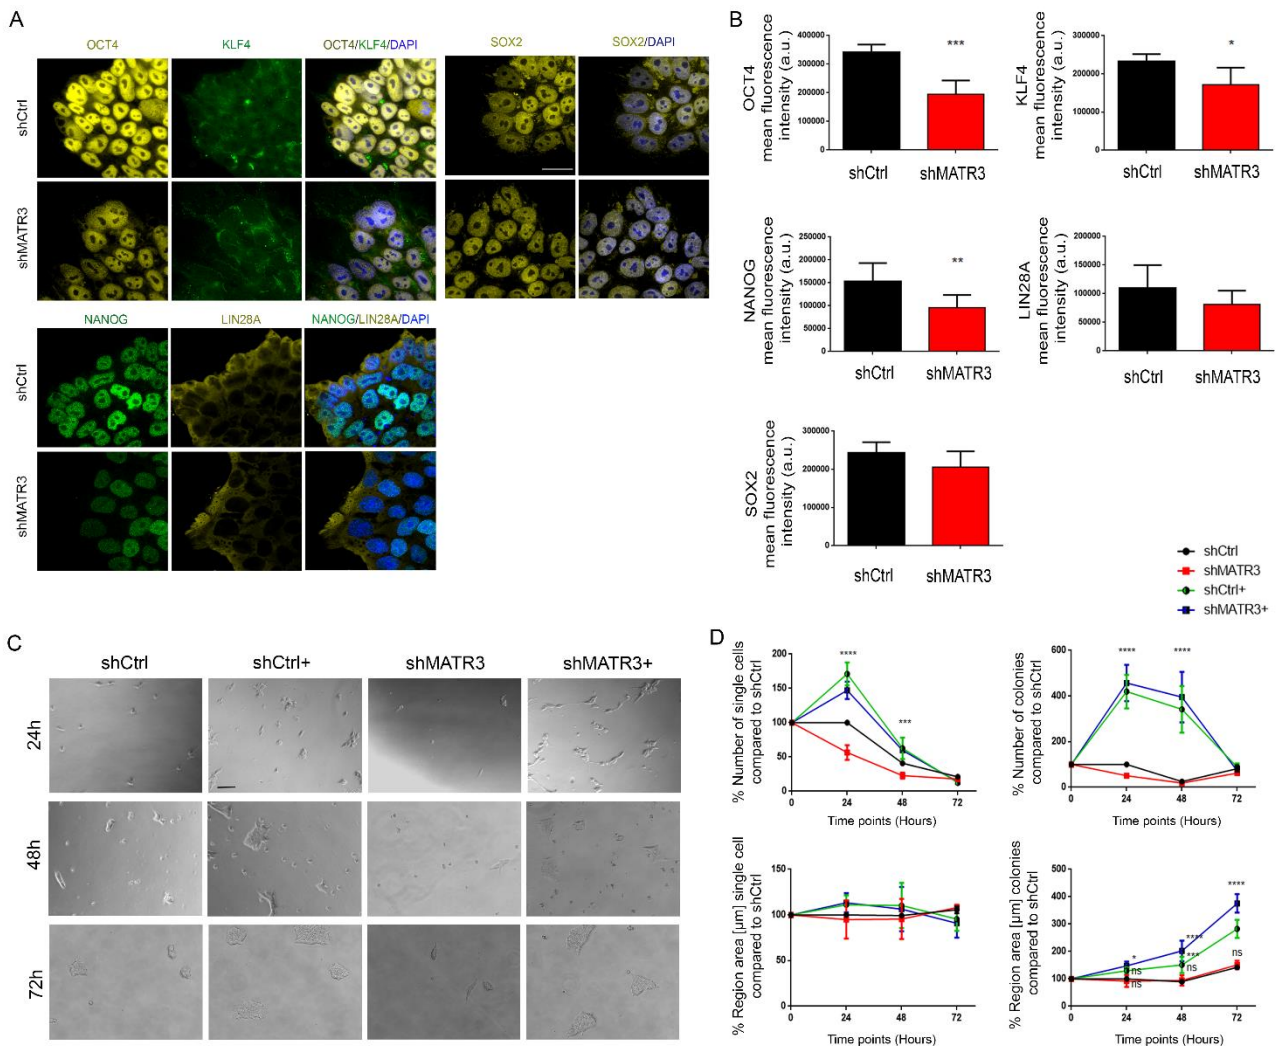 A
OCT4 KLF4 OCT4/KLF4/DAPI SOX2 SOX2/DAPI
shCtrl
shMATR3
NANOG LIN28A NANOG/LIN28A/DAPI
shCtrl
shMATR3
B
OCT4
mean fluorescence
intensity (a.u.)
400000
300000
200000
100000
0
***
shCtrl shMATR3
KLF4
mean fluorescence
intensity (a.u.)
300000
200000
100000
0
*
shCtrl shMATR3
NANOG
mean fluorescence
intensity (a.u.)
250000
200000
150000
100000
50000
0
**
shCtrl shMATR3
LIN28A
mean fluorescence
intensity (a.u.)
200000
150000
100000
50000
0
shCtrl shMATR3
SOX2
mean fluorescence
intensity (a.u.)
300000
200000
100000
0
shCtrl shMATR3
shCtrl
shMATR3
shCtrl+
shMATR3+
C
shCtrl shCtrl+ shMATR3 shMATR3+
24h
48h
72h
D
% Number of single cells
compared to shCtrl
200
150
100
50
0
****
***
0 24 48 72
Time points (Hours)
% Number of colonies
compared to shCtrl
600
400
200
0
**** ****
0 24 48 72
Time points (Hours)
% Region area [µm] single cell
compared to shCtrl
150
100
50
0
0 24 48 72
Time points (Hours)
% Region area [µm] colonies
compared to shCtrl
500
400
300
200
100
0
****
ns
****
***
ns
*
ns
ns
0 24 48 72
Time points (Hours)